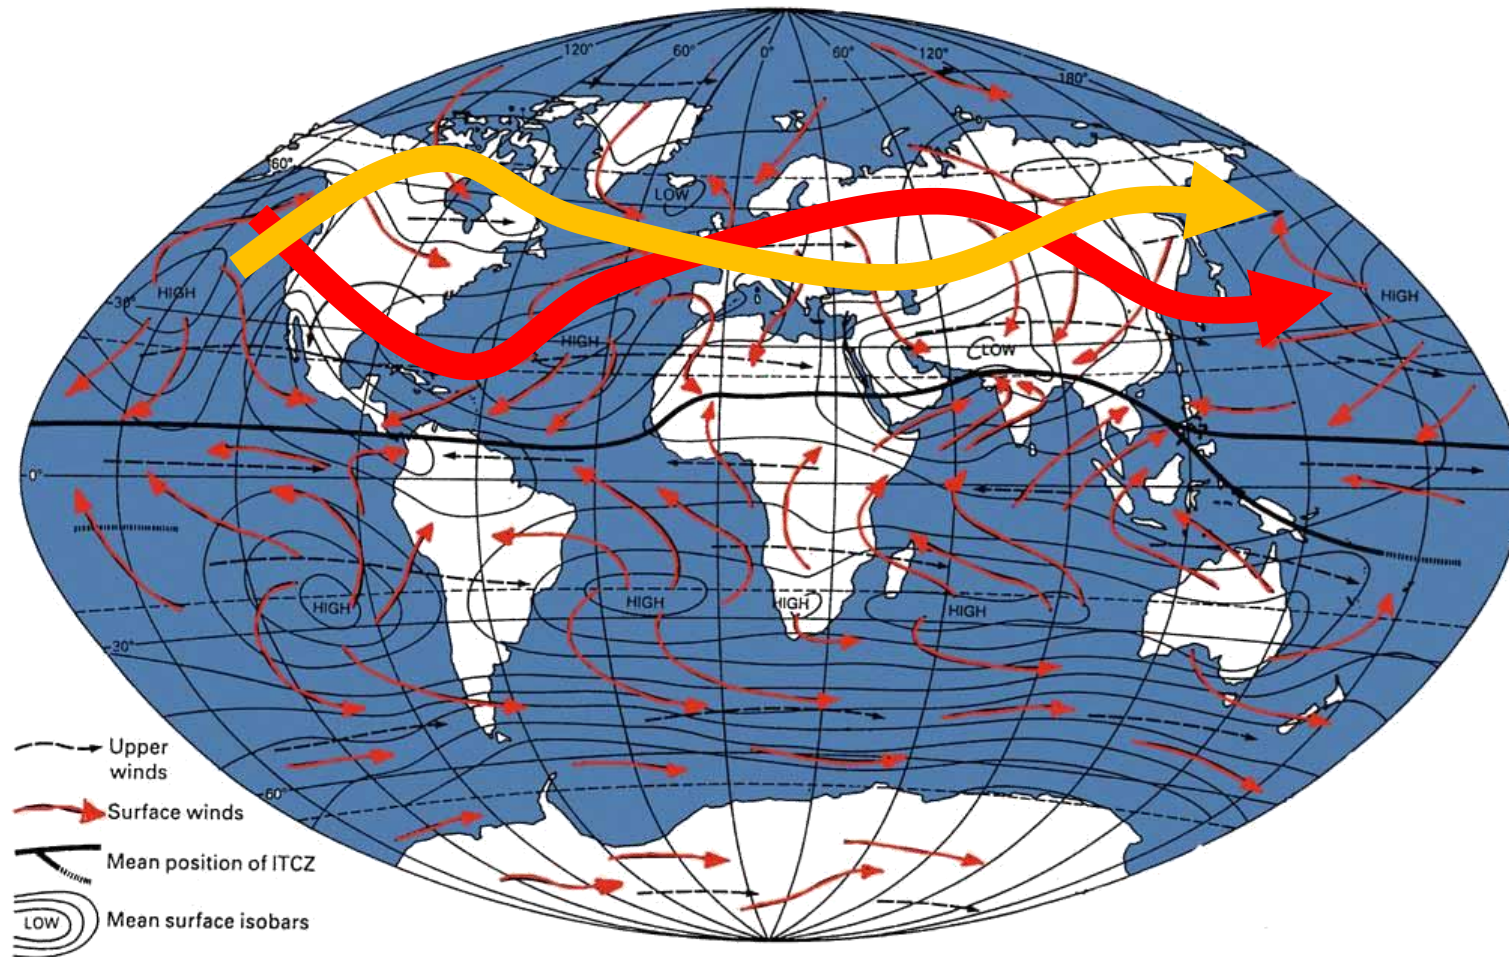 120°
60°
0°
60°
120°
180°
60°
LOW
HIGH
30°
HIGH
HIGH
LOW
0°
HIGH
HIGH
HIGH
HIGH
30°
60°
Upper
winds
Surface winds
Mean position of ITCZ
LOW
Mean surface isobars